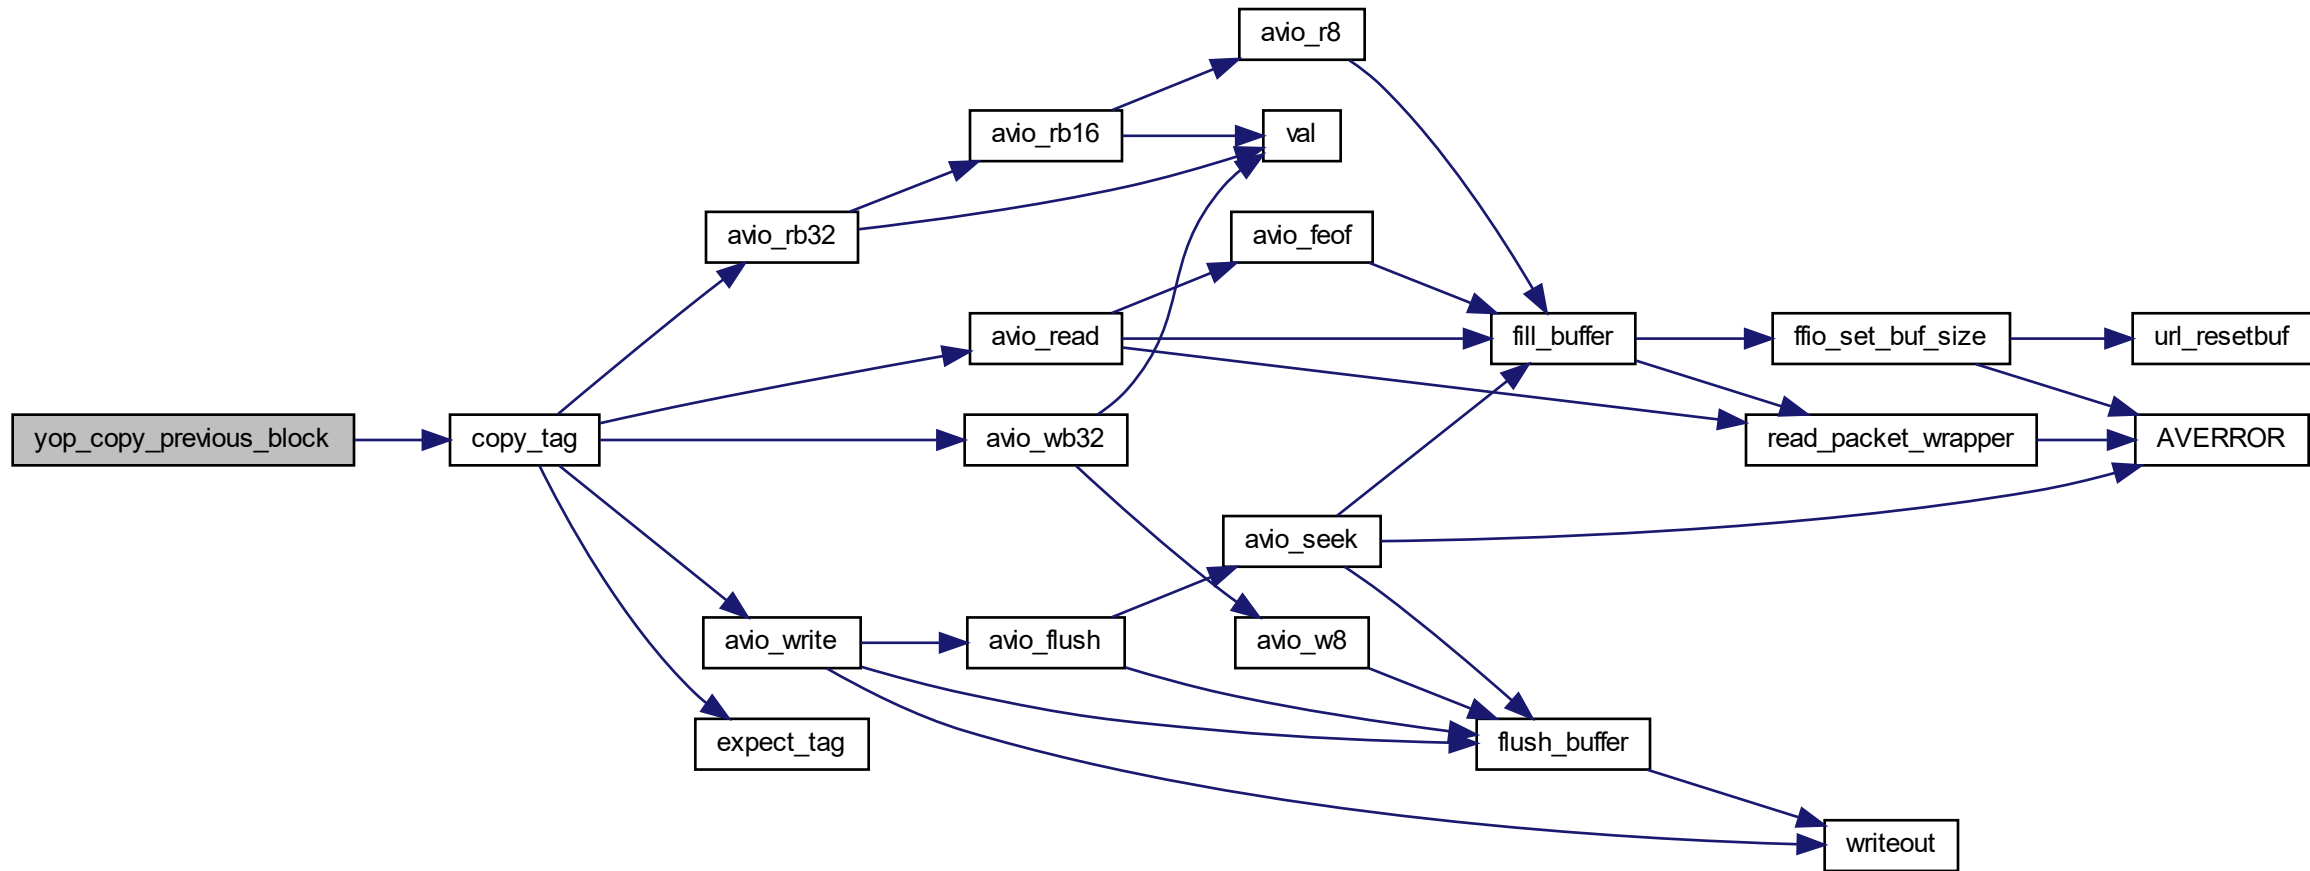 avio_r8
avio_rb16
val
avio_rb32
avio_feof
avio_read
fill_buffer
ffio_set_buf_size
url_resetbuf
yop_copy_previous_block
copy_tag
avio_wb32
read_packet_wrapper
AVERROR
avio_seek
avio_write
avio_flush
avio_w8
expect_tag
flush_buffer
writeout